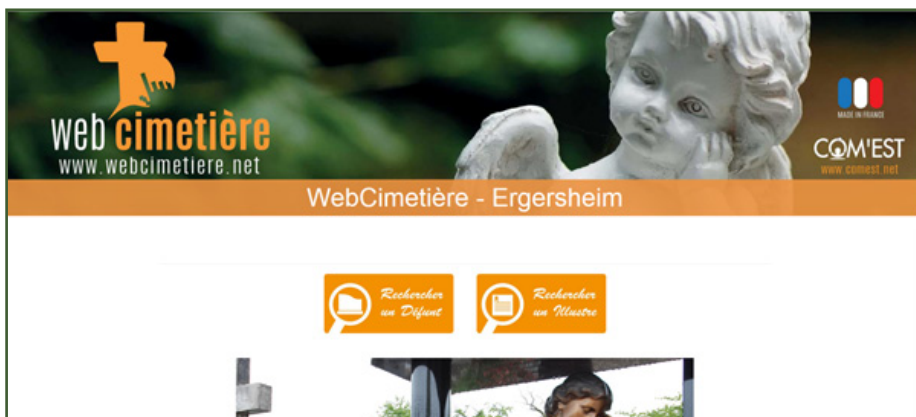 web cimetière
www.webcimetiere.net
MADE IN FRANCE
COM'EST
www.comest.net
WebCimetière - Ergersheim
Rechercher
un Défunt
Rechercher
un Illustre